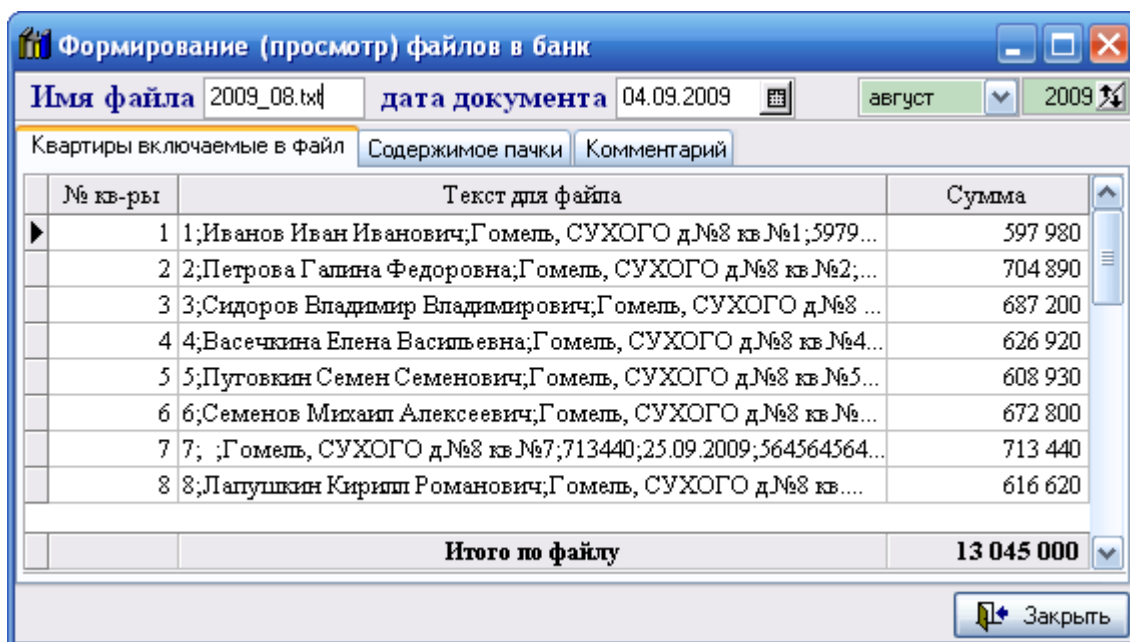 Формирование (просмотр) файлов в банк
Имя файла 2009_08.txt дата документа 04.09.2009 август 2009
Квартиры включаемые в файл Содержимое пачки Комментарий
№ кв-ры Текст для файла Сумма
1 1;Иванов Иван Иванович;Гомель, СУХОГО д.№8 кв.№1;5979... 597 980
2 2;Петрова Галина Федоровна;Гомель, СУХОГО д.№8 кв.№2;... 704 890
3 3;Сидоров Владимир Владимирович;Гомель, СУХОГО д.№8 ... 687 200
4 4;Васечкина Елена Васильевна;Гомель, СУХОГО д.№8 кв.№4... 626 920
5 5;Пуговкин Семен Семенович;Гомель, СУХОГО д.№8 кв.№5... 608 930
6 6;Семенов Михаил Алексеевич;Гомель, СУХОГО д.№8 кв.№... 672 800
7 7; ;Гомель, СУХОГО д.№8 кв.№7;713440;25.09.2009;564564564... 713 440
8 8;Лапушкин Кирилл Романович;Гомель, СУХОГО д.№8 кв.... 616 620
Итого по файлу 13 045 000
Закрыть